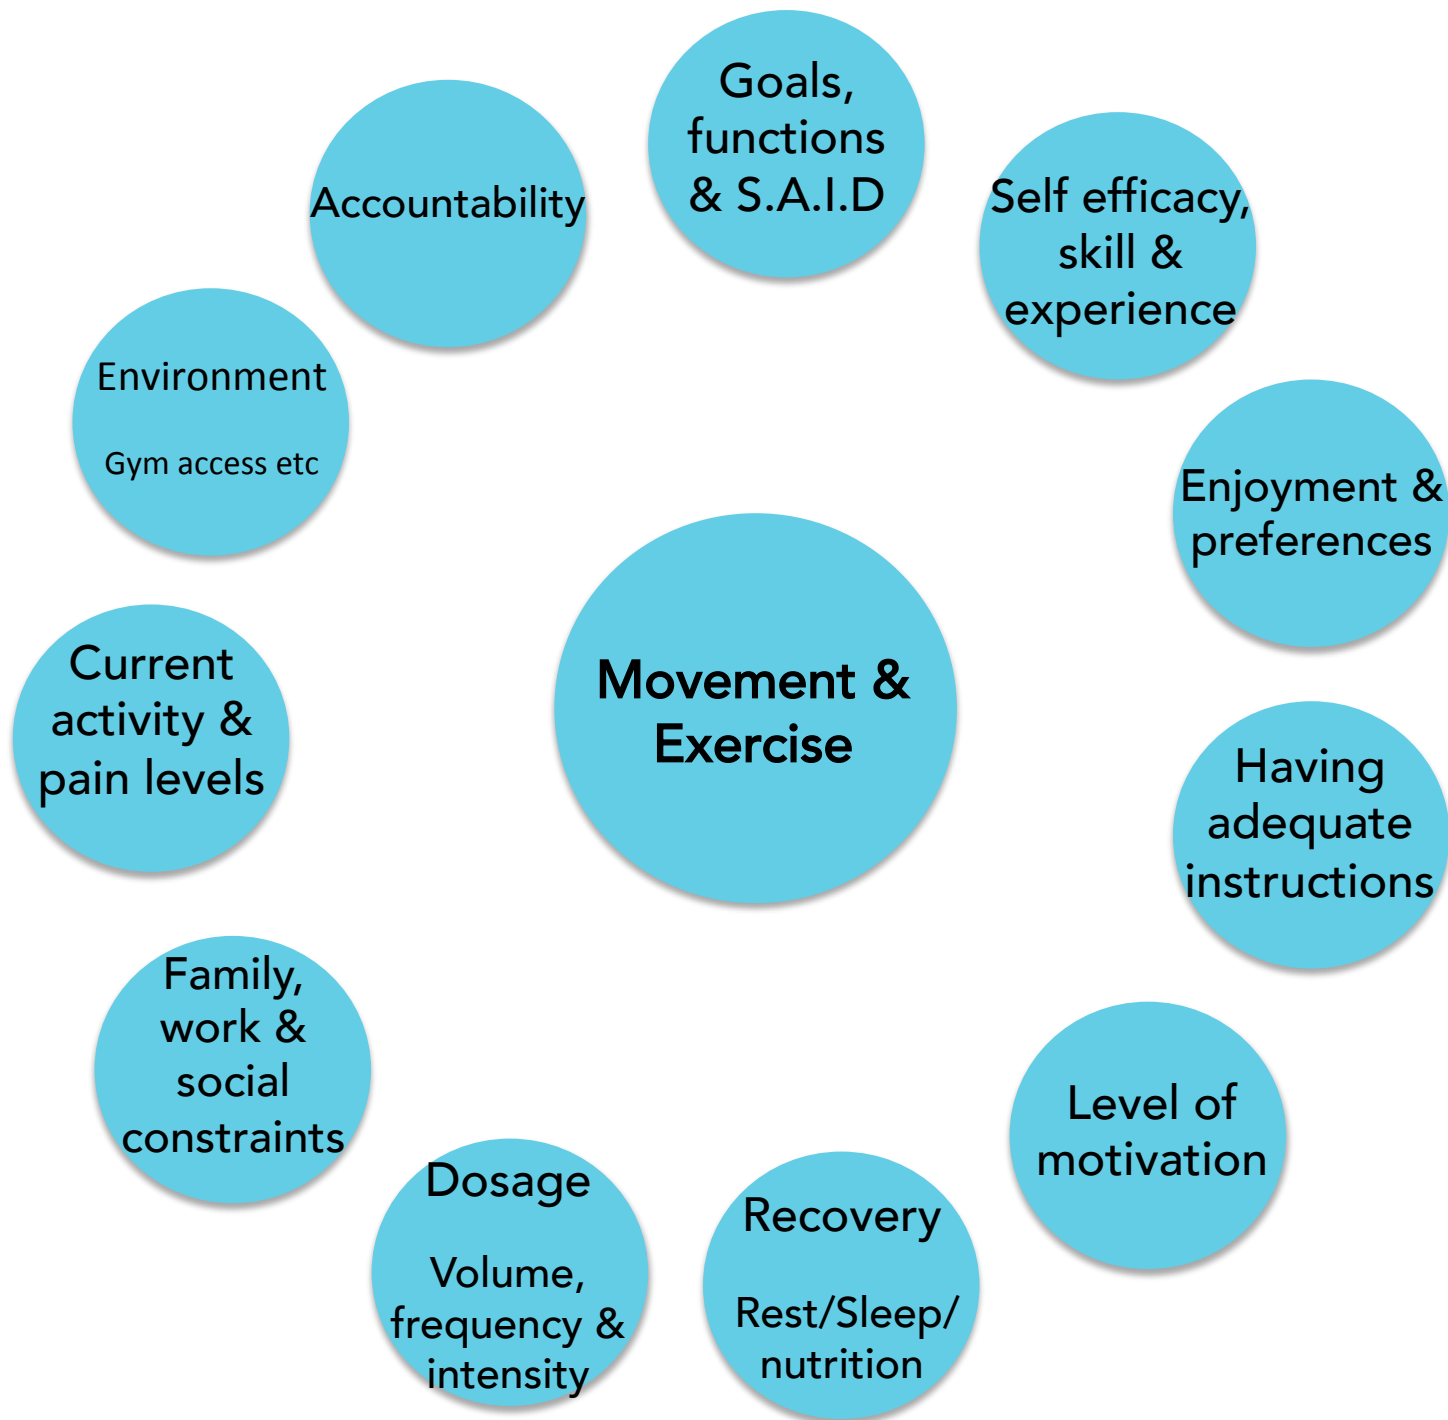 Goals,
functions
& S.A.I.D
Self efficacy,
skill &
experience
Enjoyment &
preferences
Having
adequate
instructions
Level of
motivation
Recovery
Rest/Sleep/
nutrition
Dosage
Volume,
frequency &
intensity
Family,
work &
social
constraints
Current
activity &
pain levels
Environment
Gym access etc
Accountability
Movement &
Exercise